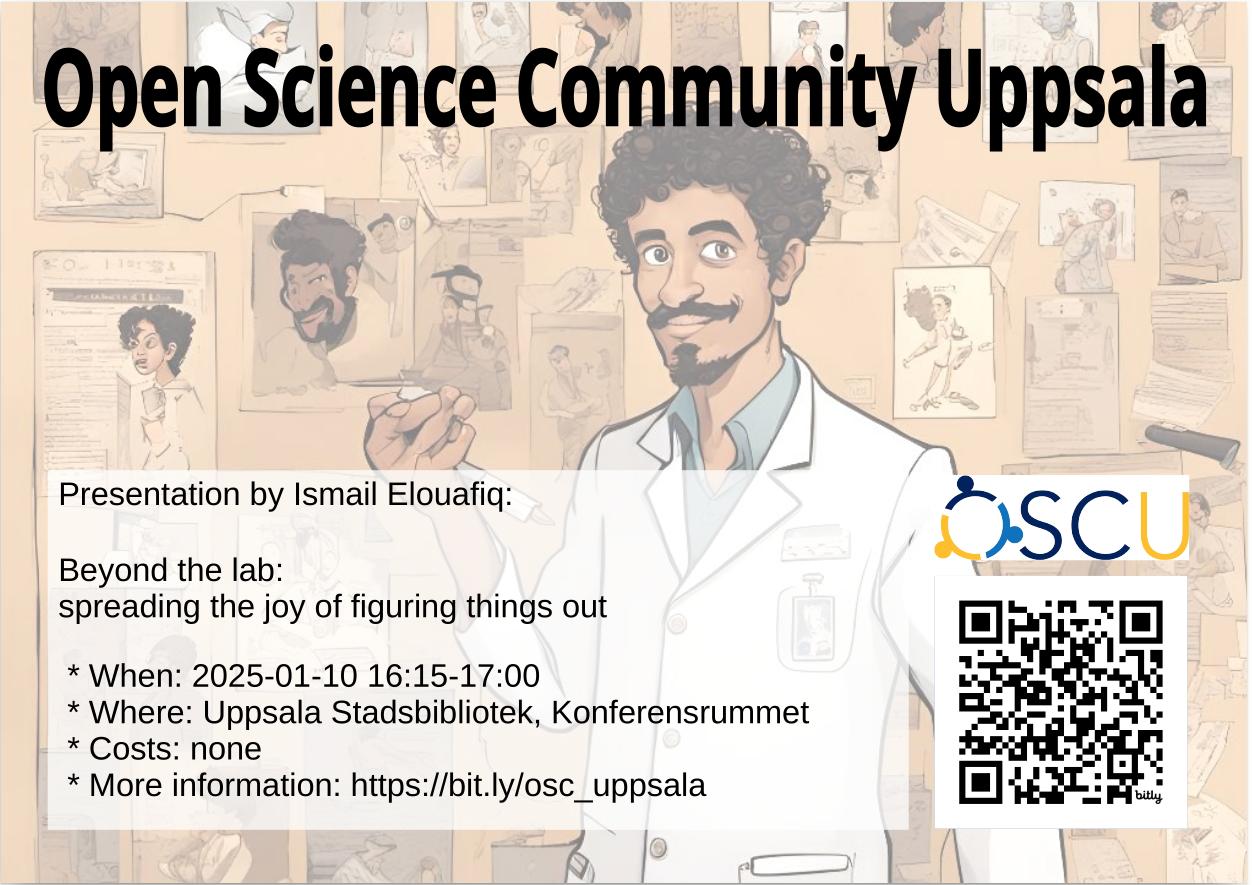 Open Science Community Uppsala
Presentation by Ismail Elouafiq:
Beyond the lab:
spreading the joy of figuring things out
* When: 2025-01-10 16:15-17:00
* Where: Uppsala Stadsbibliotek, Konferensrummet
* Costs: none
* More information: https://bit.ly/osc_uppsala
OSCU
bitly